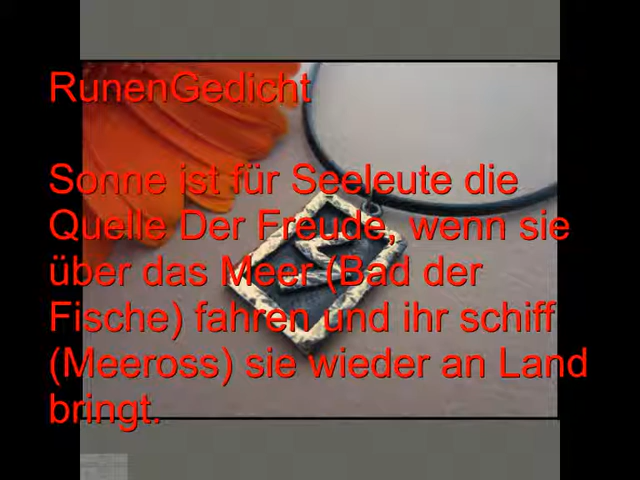 RunenGedicht
Sonne ist für Seeleute die
Quelle Der Freude, wenn sie
über das Meer (Bad der
Fische) fahren und ihr schiff
(Meeross) sie wieder an Land
bringt.